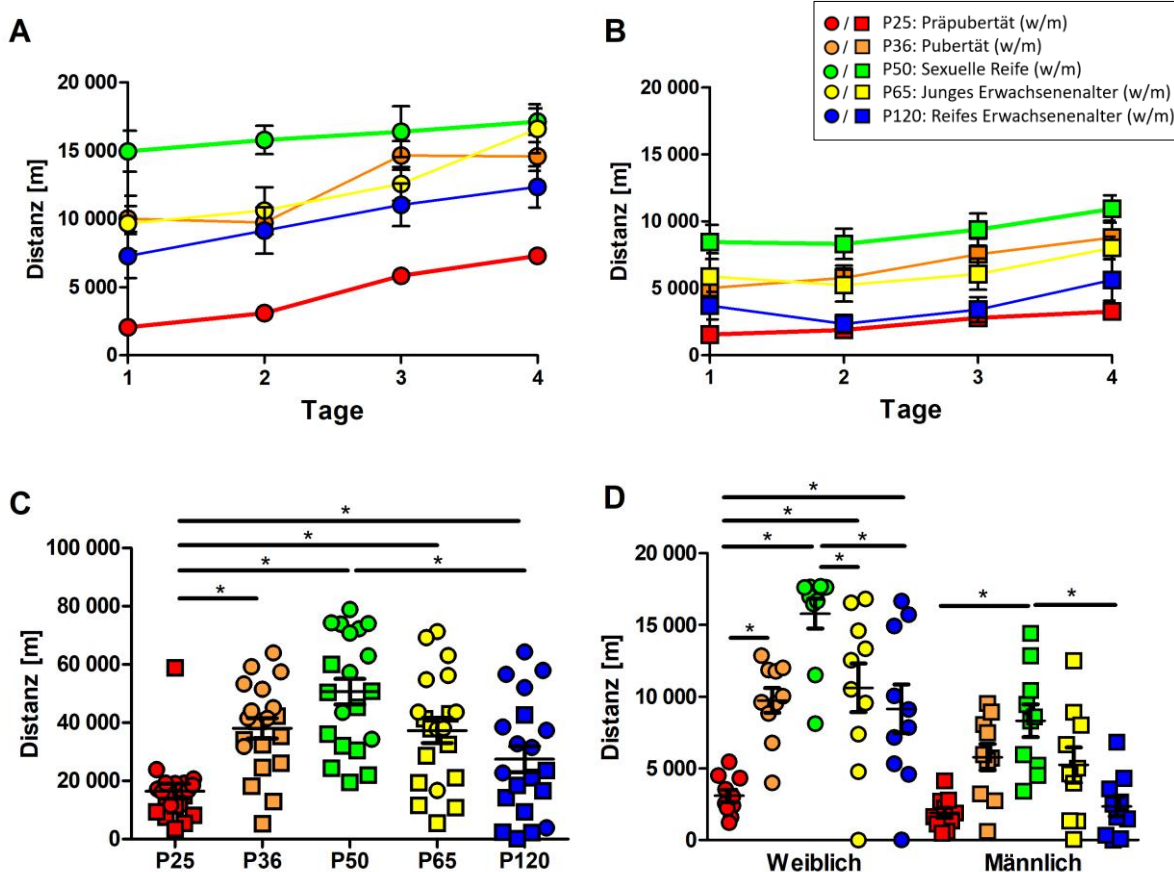 A
B
/ P25: Präpubertät (w/m)
/ P36: Pubertät (w/m)
/ P50: Sexuelle Reife (w/m)
/ P65: Junges Erwachsenenalter (w/m)
/ P120: Reifes Erwachsenenalter (w/m)
20 000
15 000
10 000
5 000
0
Distanz [m]
1 2 3 4
Tage
20 000
15 000
10 000
5 000
0
Distanz [m]
1 2 3 4
Tage
C
100 000
80 000
60 000
40 000
20 000
0
Distanz [m]
* * * * *
P25 P36 P50 P65 P120
D
20 000
15 000
10 000
5 000
0
Distanz [m]
* * * * * * * *
Weiblich Männlich